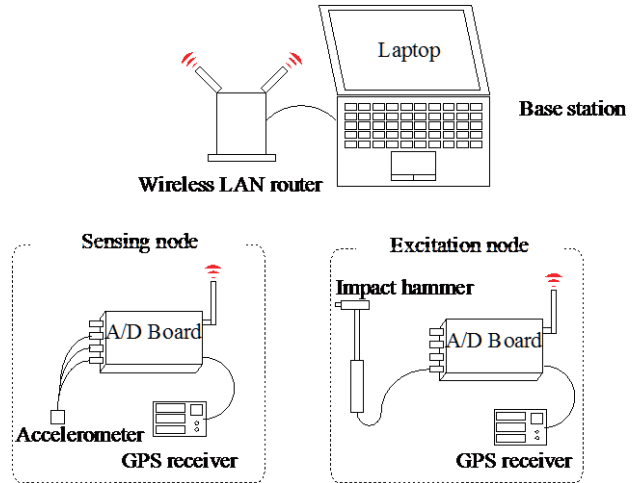 Laptop
Base station
Wireless LAN router
Sensing node
Excitation node
Impact hammer
A/D Board
A/D Board
Accelerometer
GPS receiver
GPS receiver